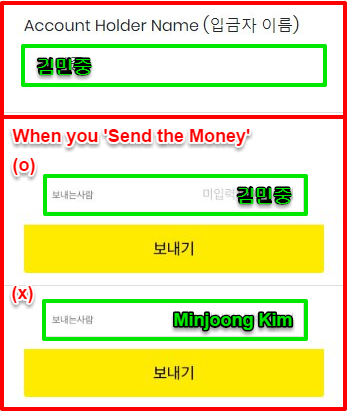 Account Holder Name (입금자 이름)
김민중
When you 'Send the Money'
(o)
보내는사람 미입력 김민중
보내기
(x)
보내는사람 Minjoong Kim
보내기